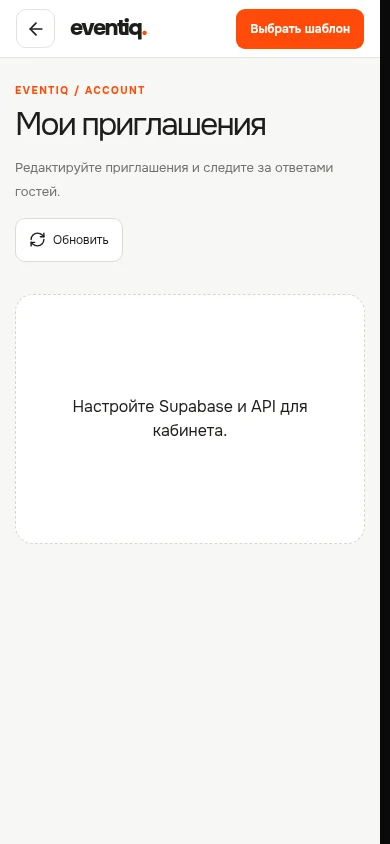 eventiq.
Выбрать шаблон
EVENTIQ / ACCOUNT
Мои приглашения
Редактируйте приглашения и следите за ответами
гостей.
Обновить
Настройте Supabase и API для
кабинета.